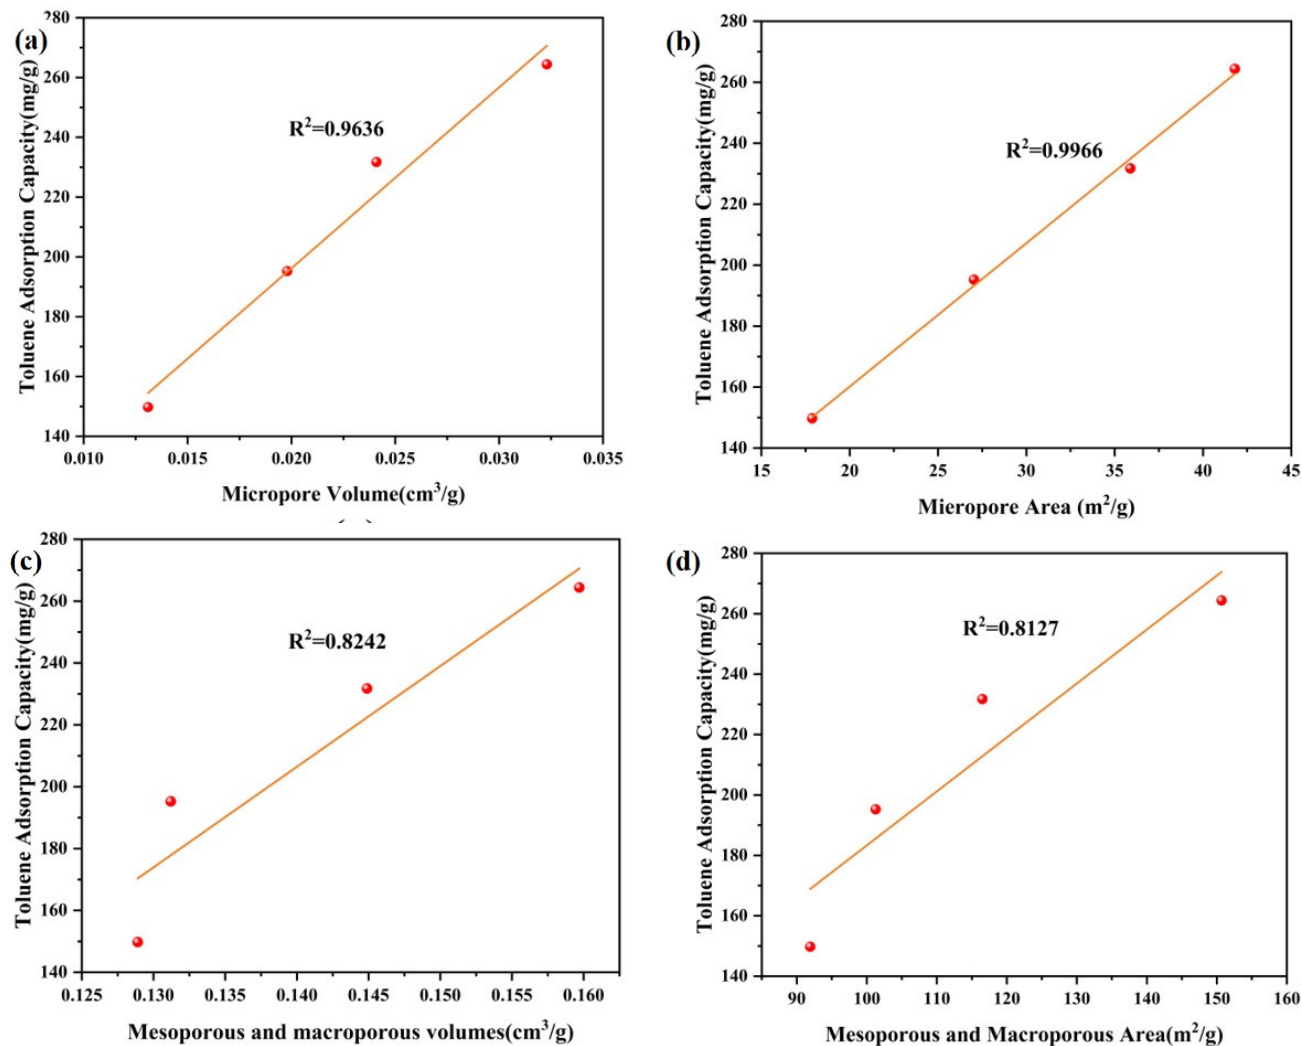 (a)
280
260
240
220
200
180
160
140
Toluene Adsorption Capacity(mg/g)
R²=0.9636
0.010 0.015 0.020 0.025 0.030 0.035
Micropore Volume(cm³/g)
(b)
280
260
240
220
200
180
160
140
Toluene Adsorption Capacity(mg/g)
R²=0.9966
15 20 25 30 35 40 45
Mieropore Area (m²/g)
(c)
280
260
240
220
200
180
160
140
Toluene Adsorption Capacity(mg/g)
R²=0.8242
0.125 0.130 0.135 0.140 0.145 0.150 0.155 0.160
Mesoporous and macroporous volumes(cm³/g)
(d)
280
260
240
220
200
180
160
140
Toluene Adsorption Capacity(mg/g)
R²=0.8127
90 100 110 120 130 140 150 160
Mesoporous and Macroporous Area(m²/g)